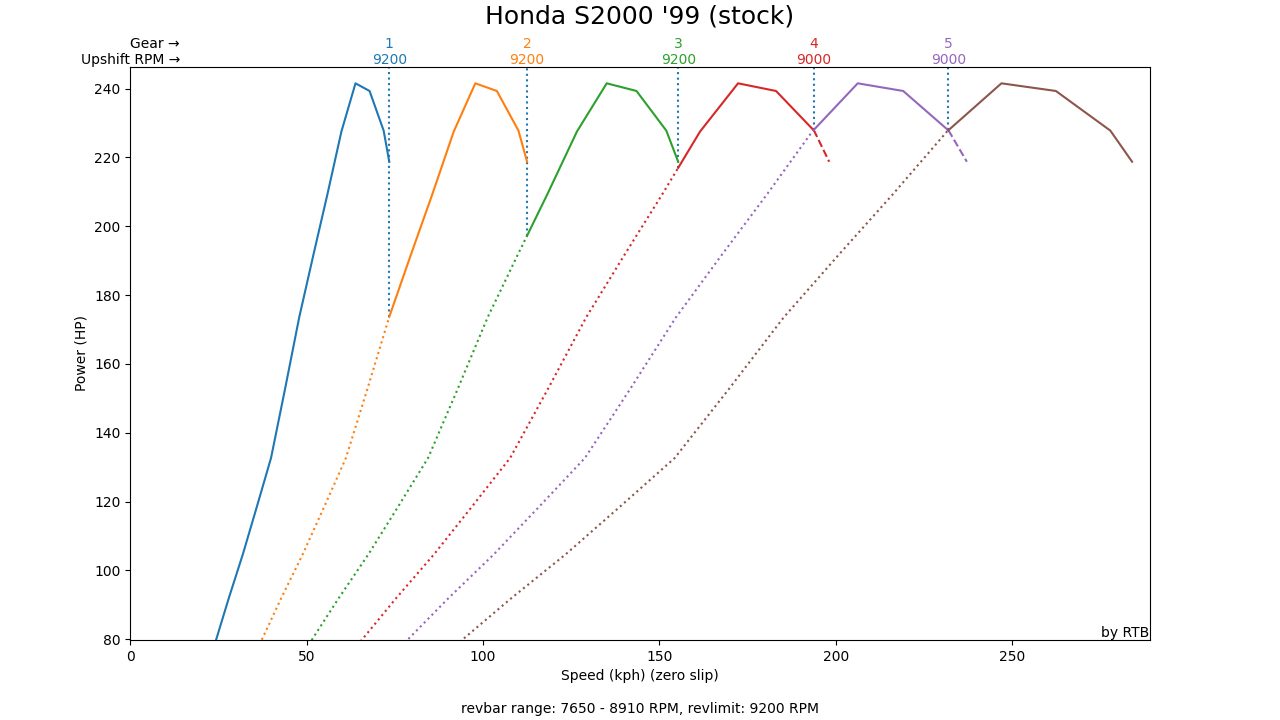 Honda S2000 '99 (stock)
Gear → 1 2 3 4 5
Upshift RPM → 9200 9200 9200 9000 9000
240
220
200
180
160
140
120
100
80
Power (HP)
by RTB
0 50 100 150 200 250
Speed (kph) (zero slip)
revbar range: 7650 - 8910 RPM, revlimit: 9200 RPM